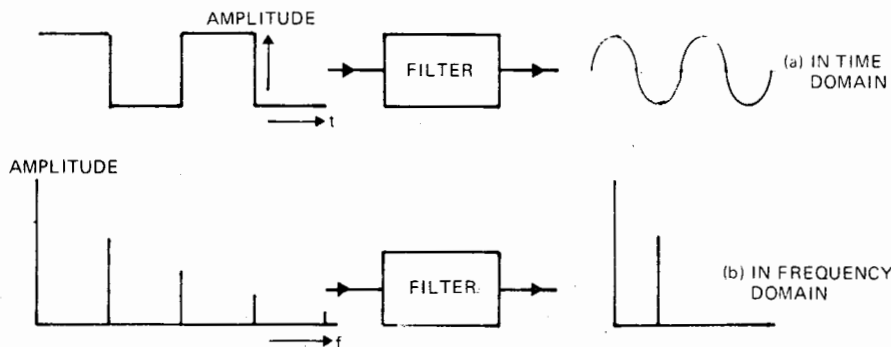 AMPLITUDE
t
FILTER
(a) IN TIME
DOMAIN
AMPLITUDE
f
FILTER
(b) IN FREQUENCY
DOMAIN